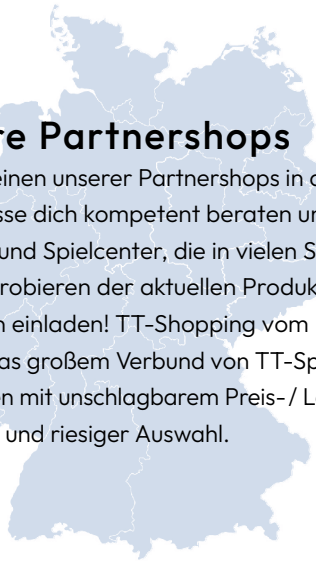 re Partnershops
einen unserer Partnershops in d
sse dich kompetent beraten un
und Spielcenter, die in vielen S
robieren der aktuellen Produk
n einladen! TT-Shopping vom
as großem Verbund von TT-Sp
n mit unschlagbarem Preis-/ L
und riesiger Auswahl.